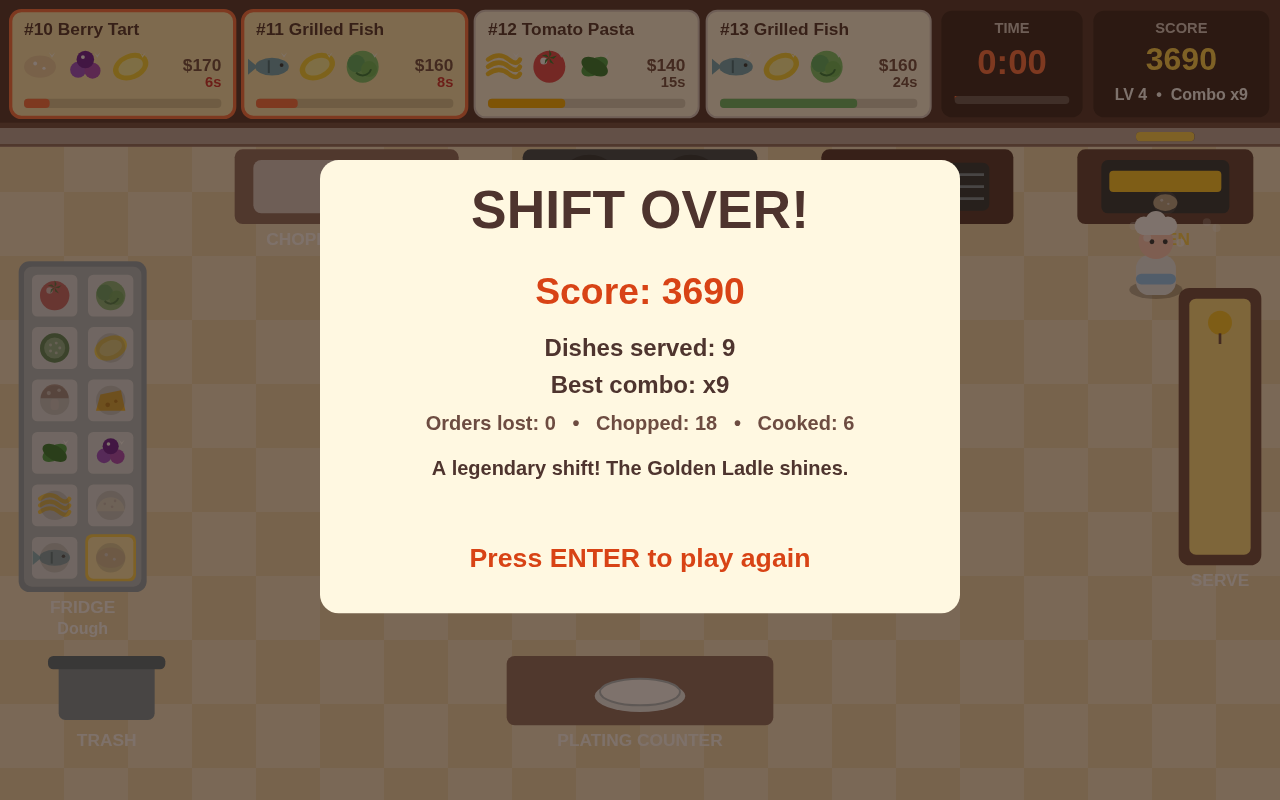 #10 Berry Tart
$170
6s
#11 Grilled Fish
$160
8s
#12 Tomato Pasta
$140
15s
#13 Grilled Fish
$160
24s
TIME
0:00
SCORE
3690
LV 4 • Combo x9
SHIFT OVER!
Score: 3690
Dishes served: 9
Best combo: x9
Orders lost: 0 • Chopped: 18 • Cooked: 6
A legendary shift! The Golden Ladle shines.
Press ENTER to play again
FRIDGE
Dough
SERVE
TRASH
PLATING COUNTER